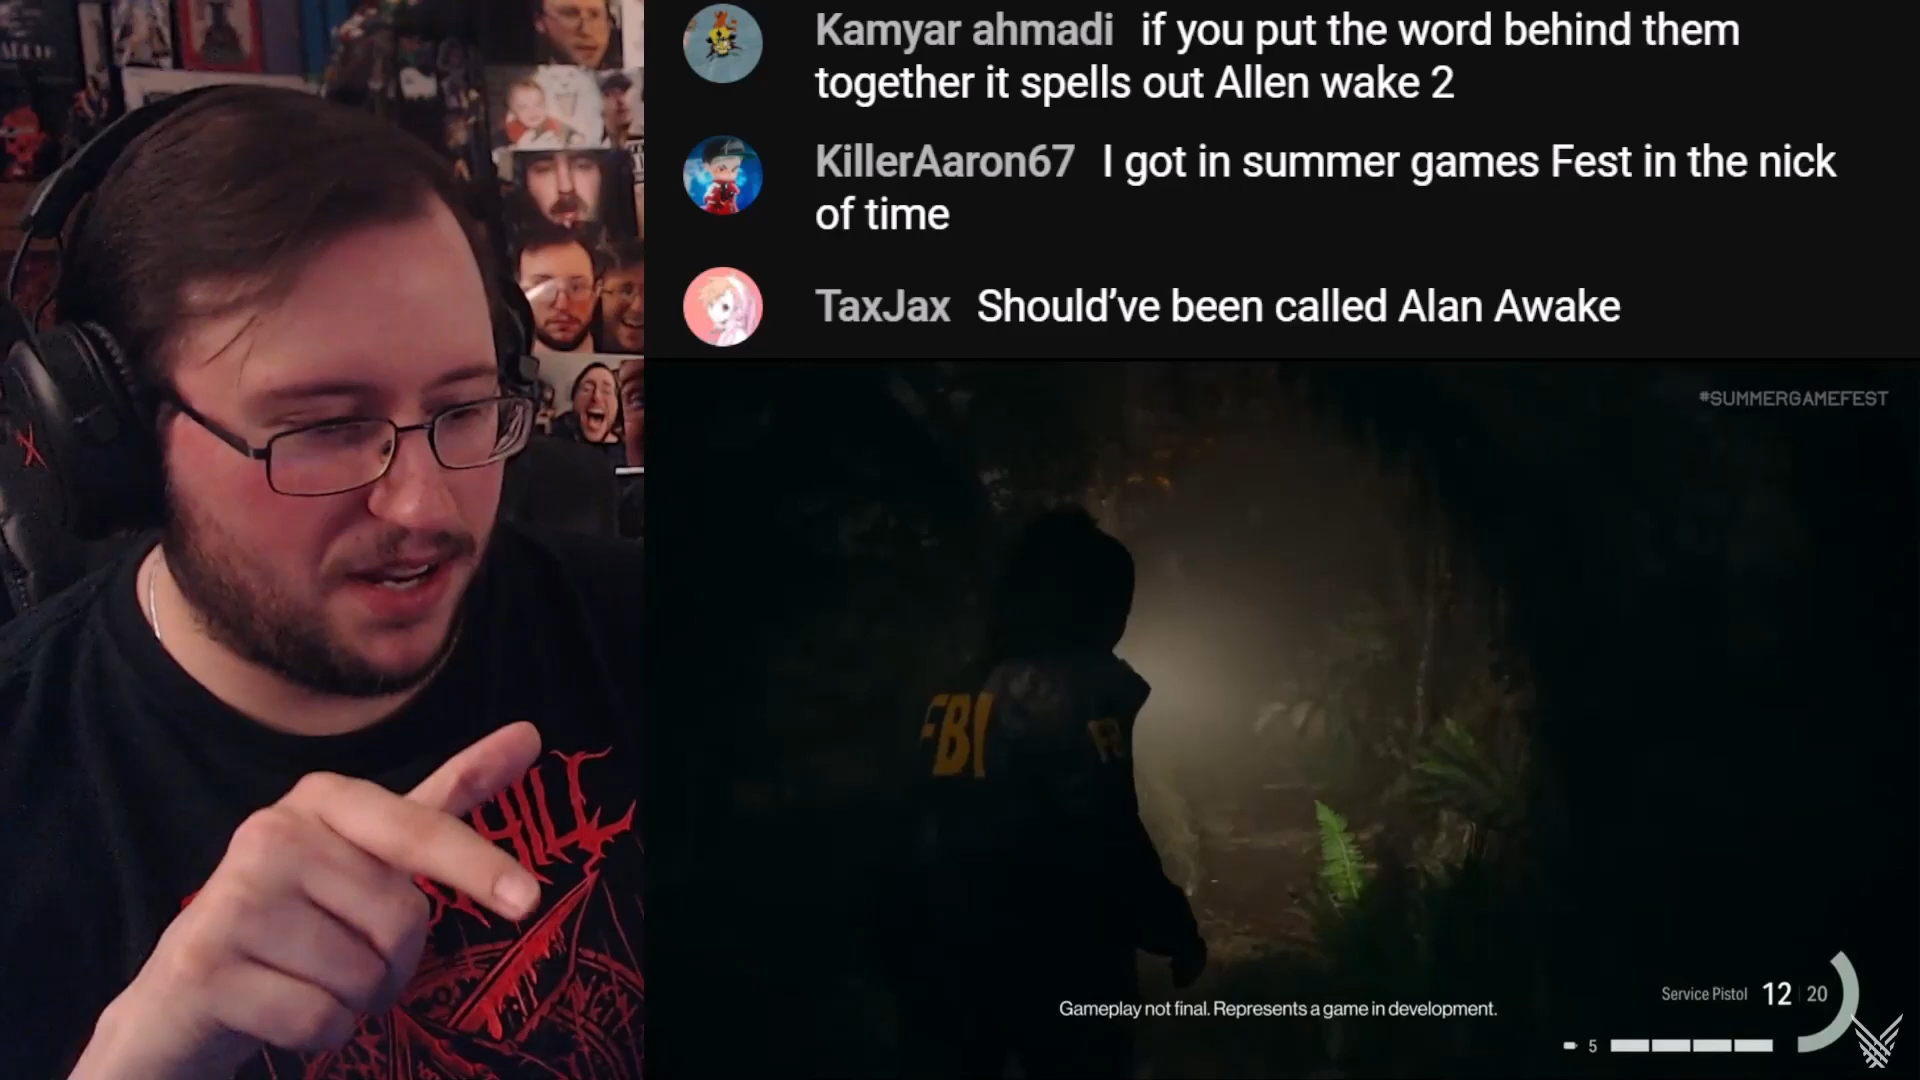 Kamyar ahmadi if you put the word behind them
together it spells out Allen wake 2
KillerAaron67 I got in summer games Fest in the nick
of time
TaxJax Should’ve been called Alan Awake
#SUMMERGAMEFEST
FBI
Gameplay not final. Represents a game in development.
Service Pistol 12 20
5